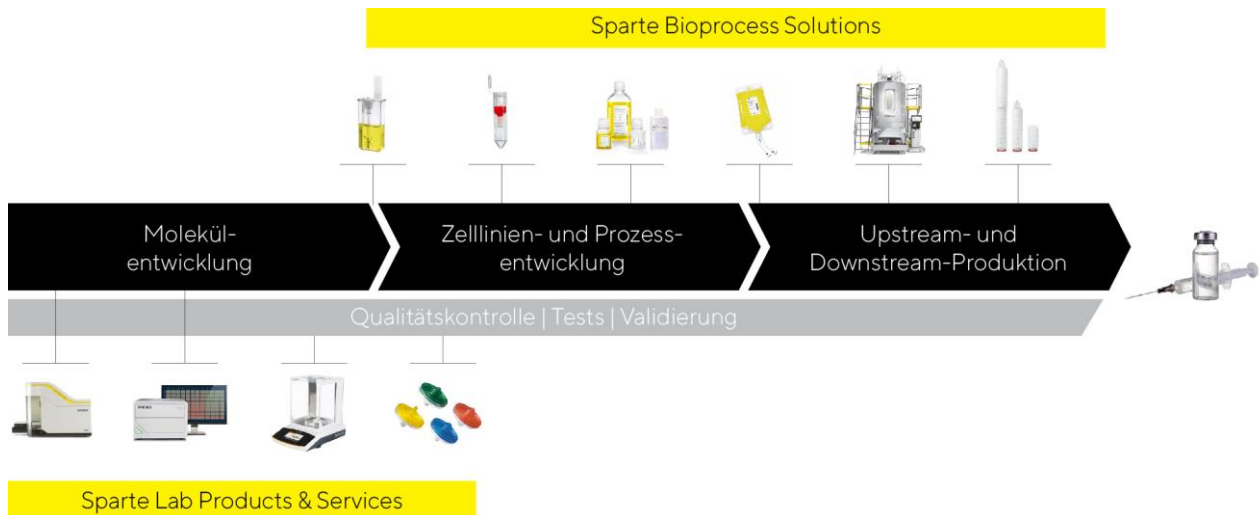 Sparte Bioprocess Solutions
Molekül-
entwicklung
Zelllinien- und Prozess-
entwicklung
Upstream- und
Downstream-Produktion
Qualitätskontrolle | Tests | Validierung
Sparte Lab Products & Services